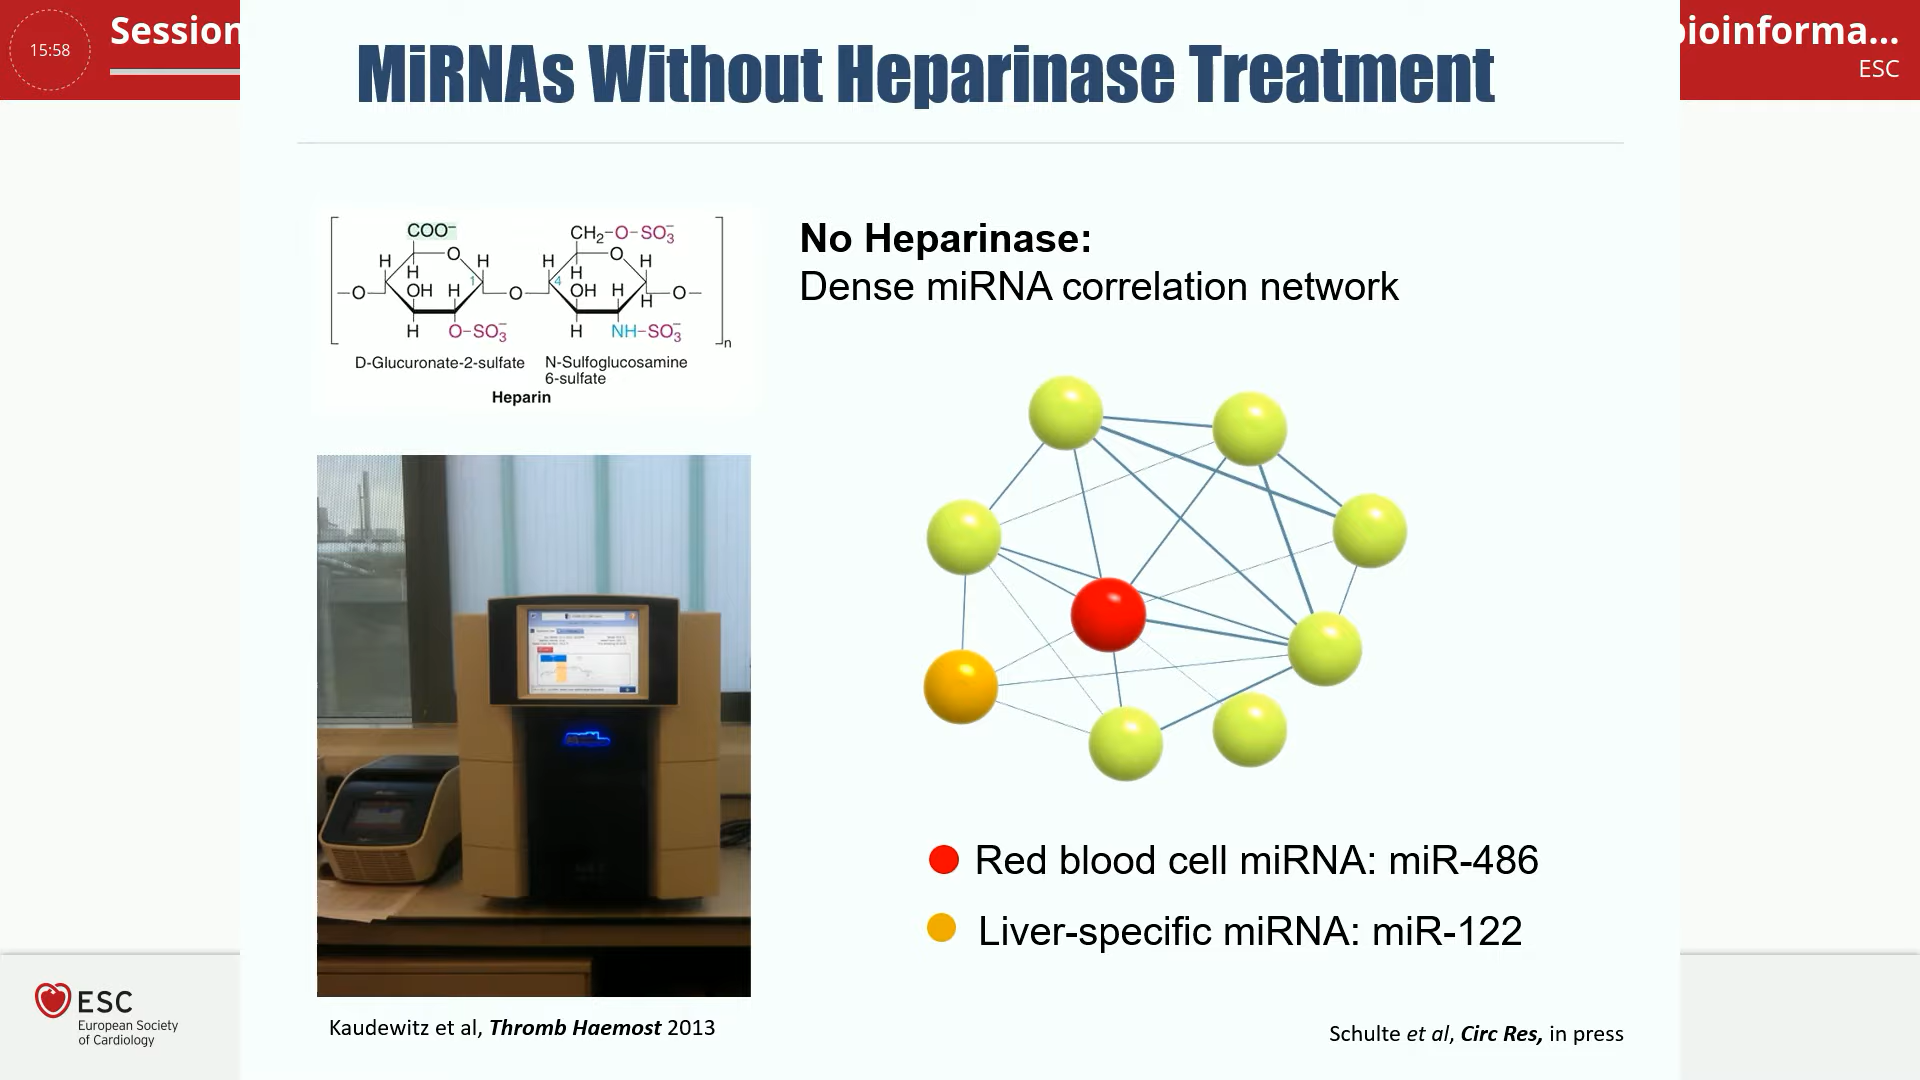 15:58
Session
bioinforma...
ESC
MiRNAs Without Heparinase Treatment
COO⁻
CH₂-O-SO₃⁻
H
O
H
H
O
H
H
1
H
4
-O
OH
H
O
OH
H
H
O-
H
O-SO₃⁻
H
NH-SO₃⁻
n
D-Glucuronate-2-sulfate
N-Sulfoglucosamine
6-sulfate
Heparin
No Heparinase:
Dense miRNA correlation network
Red blood cell miRNA: miR-486
Liver-specific miRNA: miR-122
ESC
European Society
of Cardiology
Kaudewitz et al, Thromb Haemost 2013
Schulte et al, Circ Res, in press